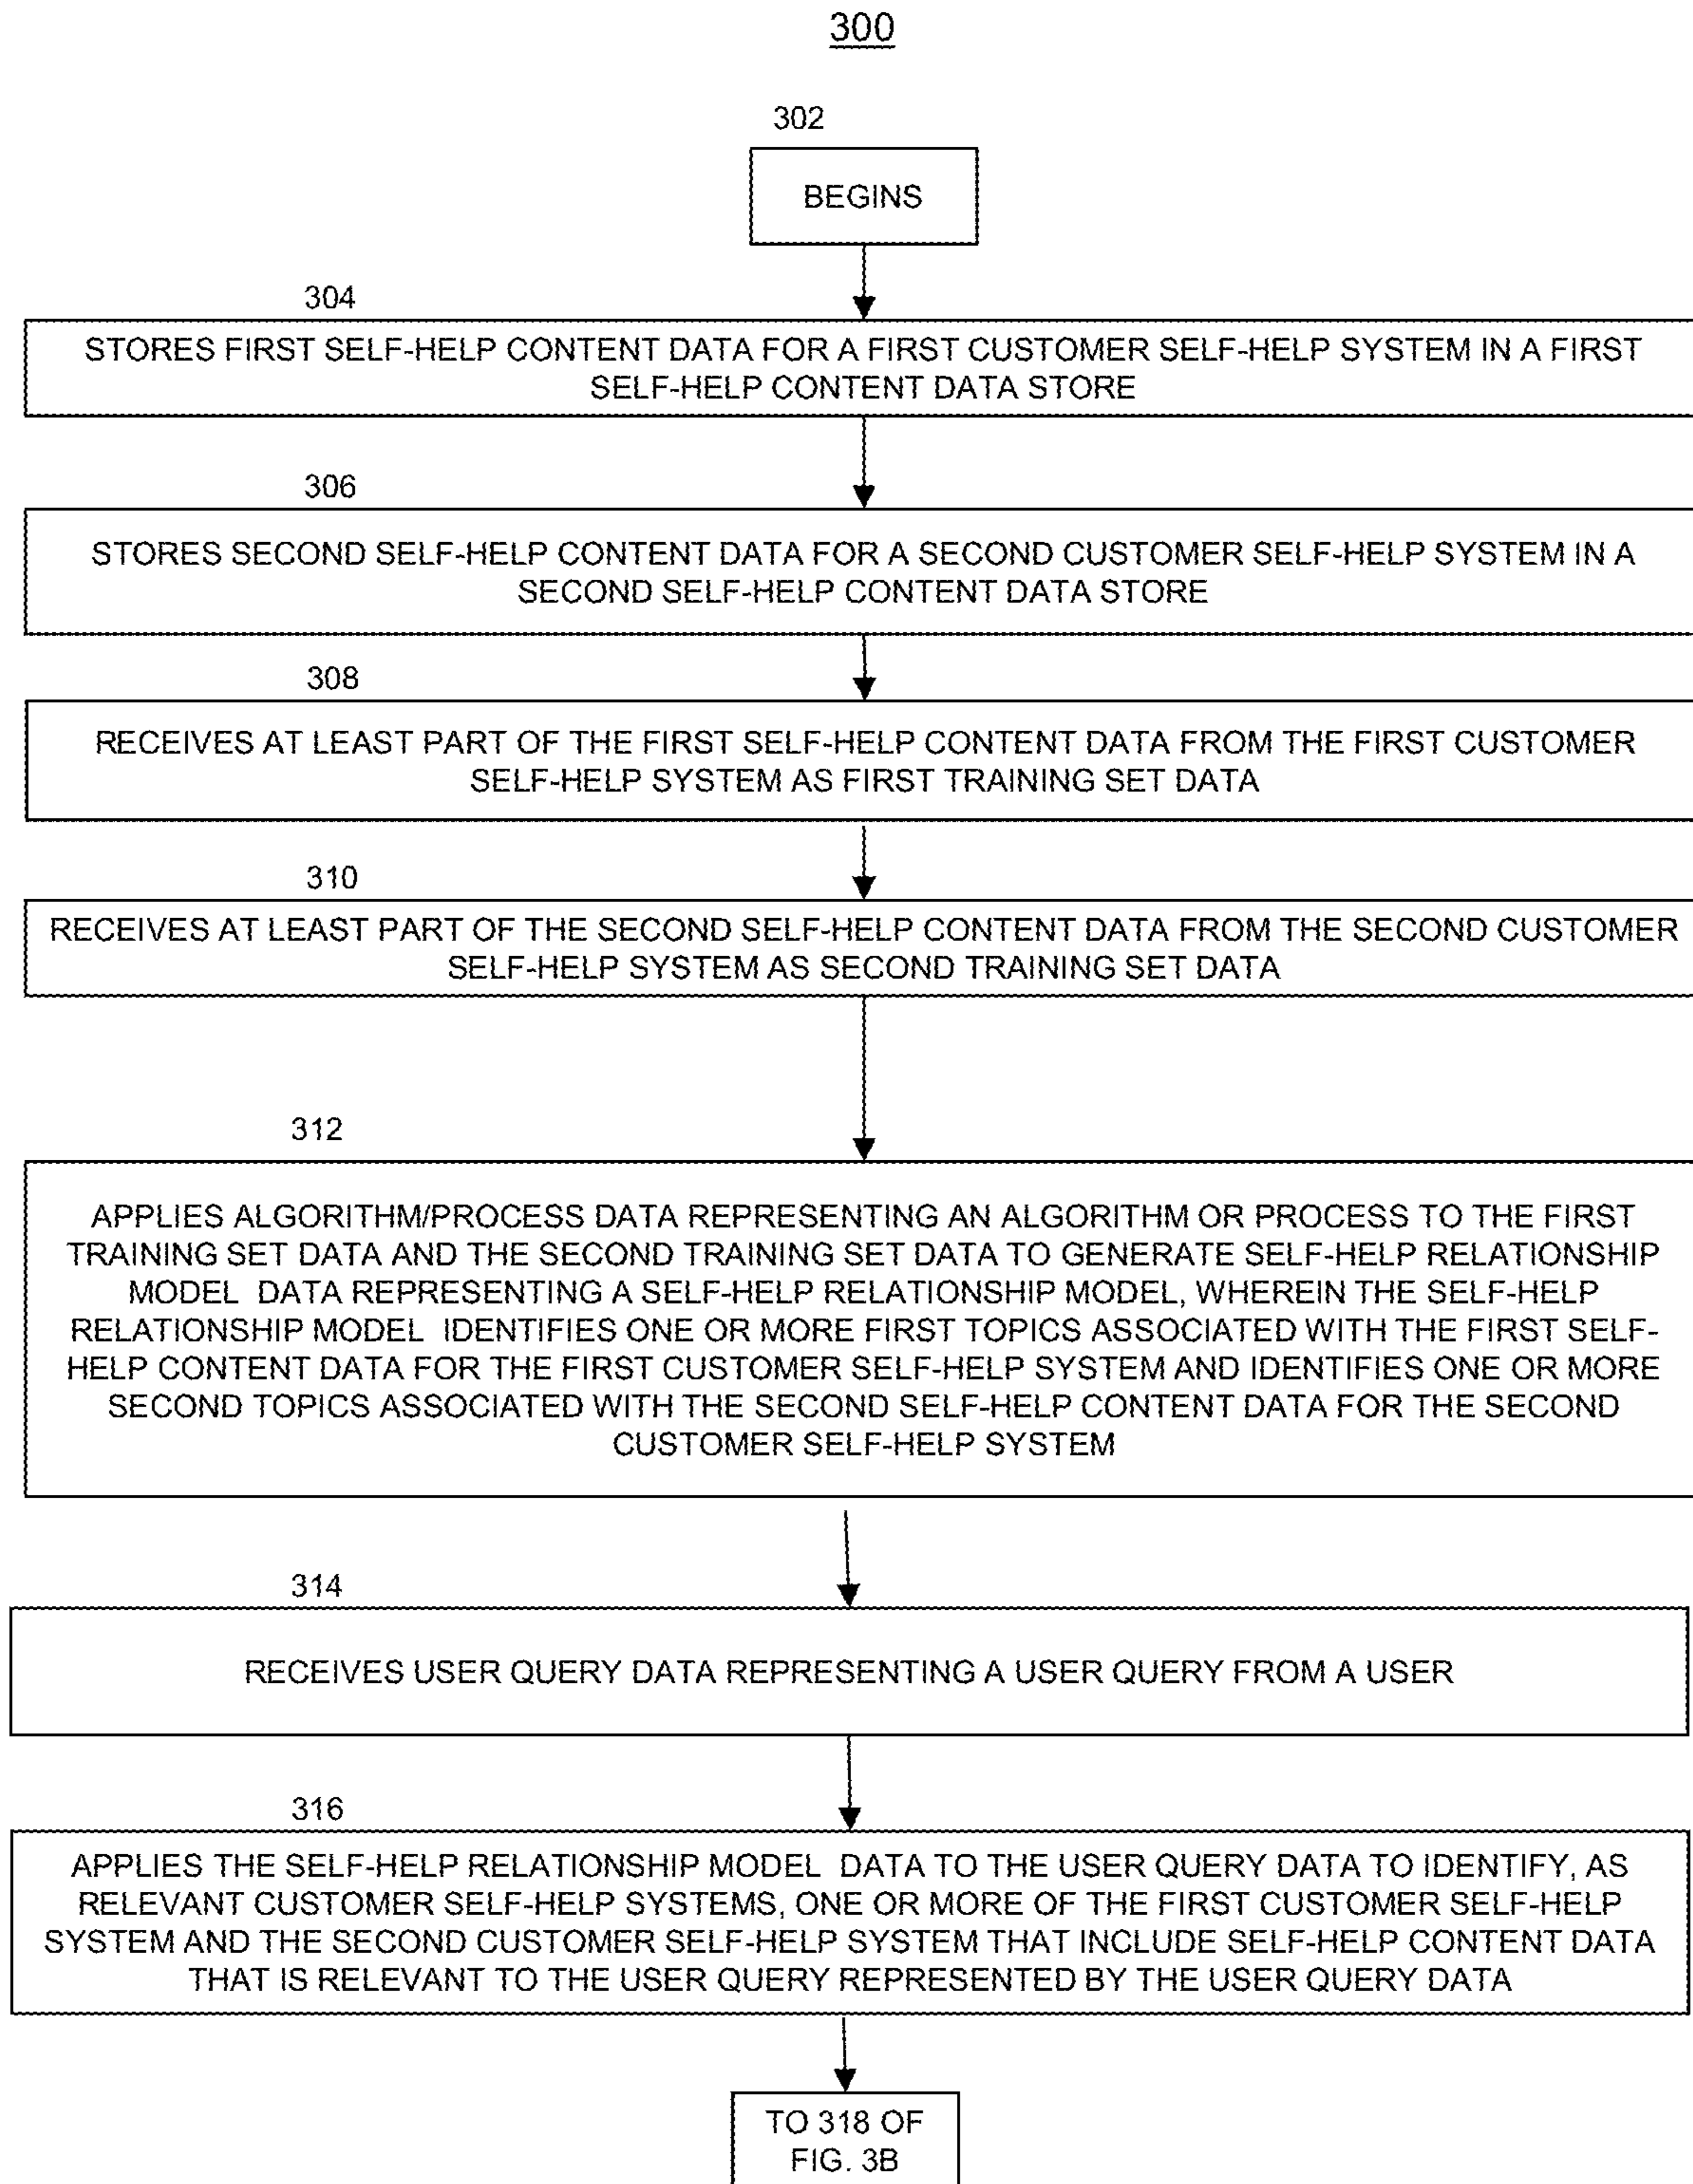 300
302
BEGINS
304
STORES FIRST SELF-HELP CONTENT DATA FOR A FIRST CUSTOMER SELF-HELP SYSTEM IN A FIRST
SELF-HELP CONTENT DATA STORE
306
STORES SECOND SELF-HELP CONTENT DATA FOR A SECOND CUSTOMER SELF-HELP SYSTEM IN A
SECOND SELF-HELP CONTENT DATA STORE
308
RECEIVES AT LEAST PART OF THE FIRST SELF-HELP CONTENT DATA FROM THE FIRST CUSTOMER
SELF-HELP SYSTEM AS FIRST TRAINING SET DATA
310
RECEIVES AT LEAST PART OF THE SECOND SELF-HELP CONTENT DATA FROM THE SECOND CUSTOMER
SELF-HELP SYSTEM AS SECOND TRAINING SET DATA
312
APPLIES ALGORITHM/PROCESS DATA REPRESENTING AN ALGORITHM OR PROCESS TO THE FIRST
TRAINING SET DATA AND THE SECOND TRAINING SET DATA TO GENERATE SELF-HELP RELATIONSHIP
MODEL DATA REPRESENTING A SELF-HELP RELATIONSHIP MODEL, WHEREIN THE SELF-HELP
RELATIONSHIP MODEL IDENTIFIES ONE OR MORE FIRST TOPICS ASSOCIATED WITH THE FIRST SELF-
HELP CONTENT DATA FOR THE FIRST CUSTOMER SELF-HELP SYSTEM AND IDENTIFIES ONE OR MORE
SECOND TOPICS ASSOCIATED WITH THE SECOND SELF-HELP CONTENT DATA FOR THE SECOND
CUSTOMER SELF-HELP SYSTEM
314
RECEIVES USER QUERY DATA REPRESENTING A USER QUERY FROM A USER
316
APPLIES THE SELF-HELP RELATIONSHIP MODEL DATA TO THE USER QUERY DATA TO IDENTIFY, AS
RELEVANT CUSTOMER SELF-HELP SYSTEMS, ONE OR MORE OF THE FIRST CUSTOMER SELF-HELP
SYSTEM AND THE SECOND CUSTOMER SELF-HELP SYSTEM THAT INCLUDE SELF-HELP CONTENT DATA
THAT IS RELEVANT TO THE USER QUERY REPRESENTED BY THE USER QUERY DATA
TO 318 OF
FIG. 3B